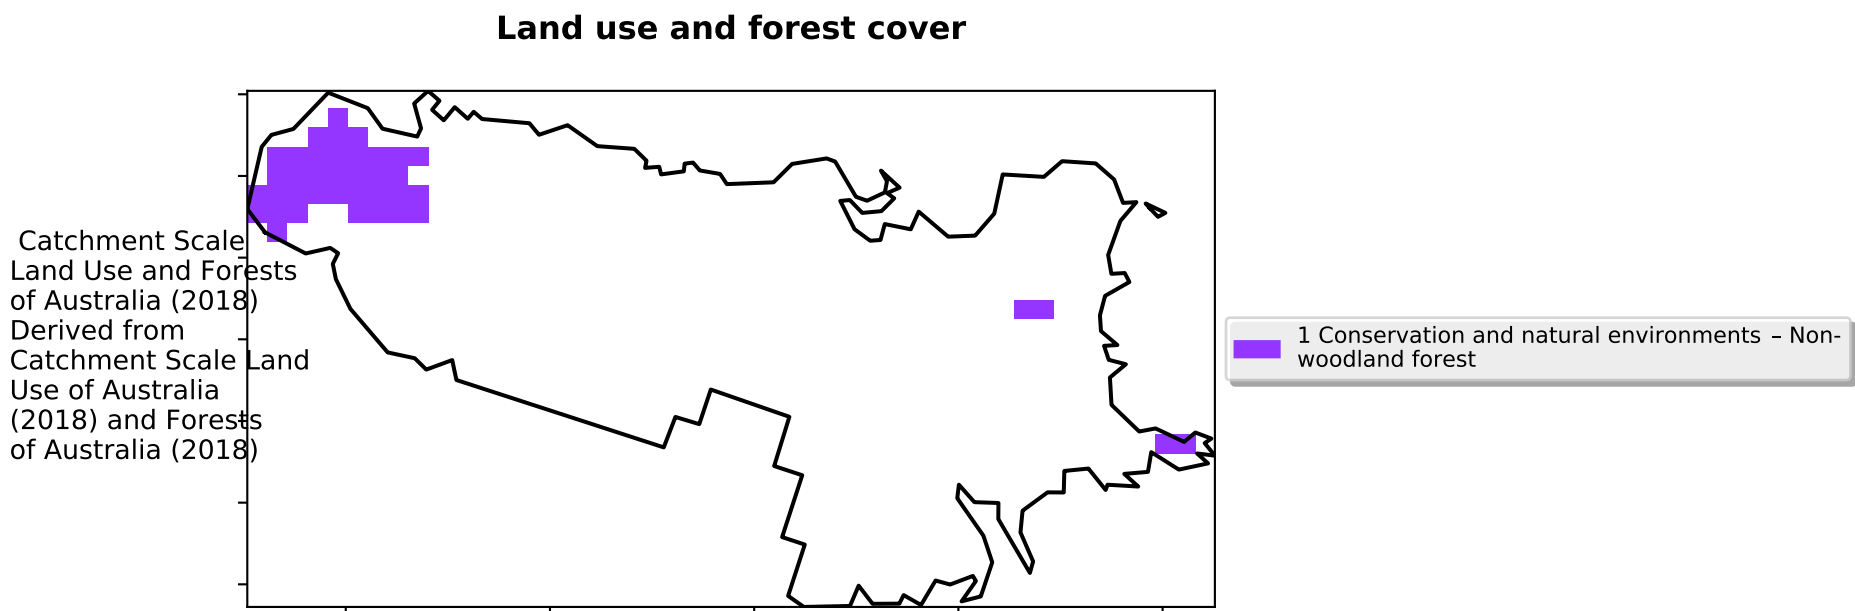 Land use and forest cover
Catchment Scale
Land Use and Forests
of Australia (2018)
Derived from
Catchment Scale Land
Use of Australia
(2018) and Forests
of Australia (2018)
1 Conservation and natural environments – Non-
woodland forest